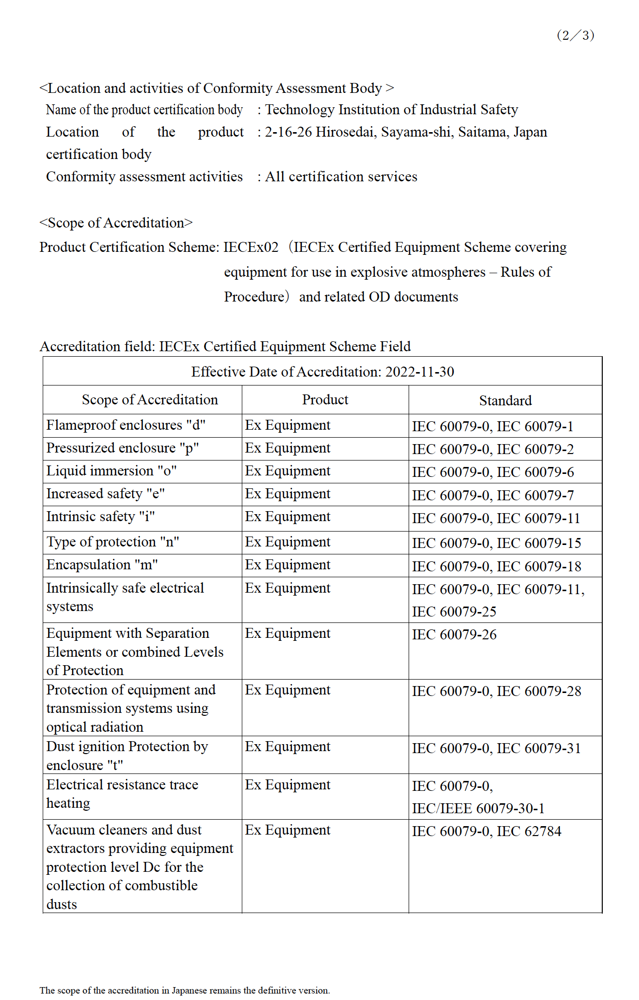 （2／3）
<Location and activities of Conformity Assessment Body >
Name of the product certification body : Technology Institution of Industrial Safety
Location of the product : 2-16-26 Hirosedai, Sayama-shi, Saitama, Japan
certification body
Conformity assessment activities : All certification services
<Scope of Accreditation>
Product Certification Scheme: IECEx02（IECEx Certified Equipment Scheme covering
equipment for use in explosive atmospheres – Rules of
Procedure）and related OD documents
Accreditation field: IECEx Certified Equipment Scheme Field
Effective Date of Accreditation: 2022-11-30
Scope of Accreditation Product Standard
Flameproof enclosures "d" Ex Equipment IEC 60079-0, IEC 60079-1
Pressurized enclosure "p" Ex Equipment IEC 60079-0, IEC 60079-2
Liquid immersion "o" Ex Equipment IEC 60079-0, IEC 60079-6
Increased safety "e" Ex Equipment IEC 60079-0, IEC 60079-7
Intrinsic safety "i" Ex Equipment IEC 60079-0, IEC 60079-11
Type of protection "n" Ex Equipment IEC 60079-0, IEC 60079-15
Encapsulation "m" Ex Equipment IEC 60079-0, IEC 60079-18
Intrinsically safe electrical Ex Equipment IEC 60079-0, IEC 60079-11,
systems IEC 60079-25
Equipment with Separation Ex Equipment IEC 60079-26
Elements or combined Levels
of Protection
Protection of equipment and Ex Equipment IEC 60079-0, IEC 60079-28
transmission systems using
optical radiation
Dust ignition Protection by Ex Equipment IEC 60079-0, IEC 60079-31
enclosure "t"
Electrical resistance trace Ex Equipment IEC 60079-0,
heating IEC/IEEE 60079-30-1
Vacuum cleaners and dust Ex Equipment IEC 60079-0, IEC 62784
extractors providing equipment
protection level Dc for the
collection of combustible
dusts
The scope of the accreditation in Japanese remains the definitive version.